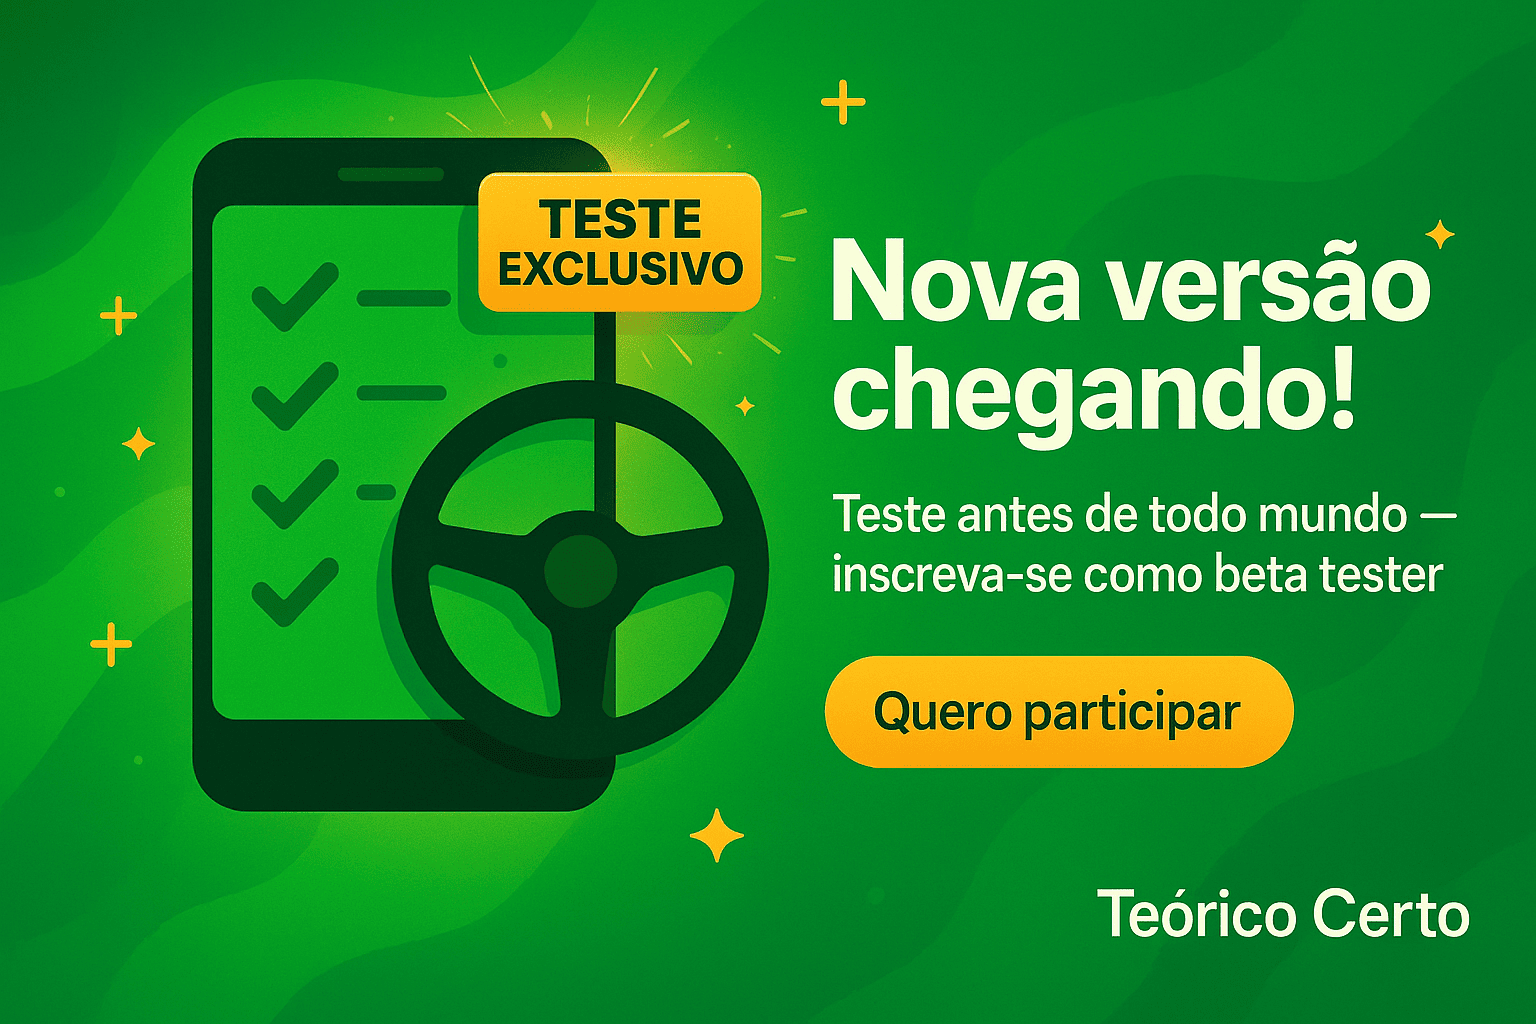 TESTE
EXCLUSIVO
Nova versão
chegando!
Teste antes de todo mundo —
inscreva-se como beta tester
Quero participar
Teórico Certo